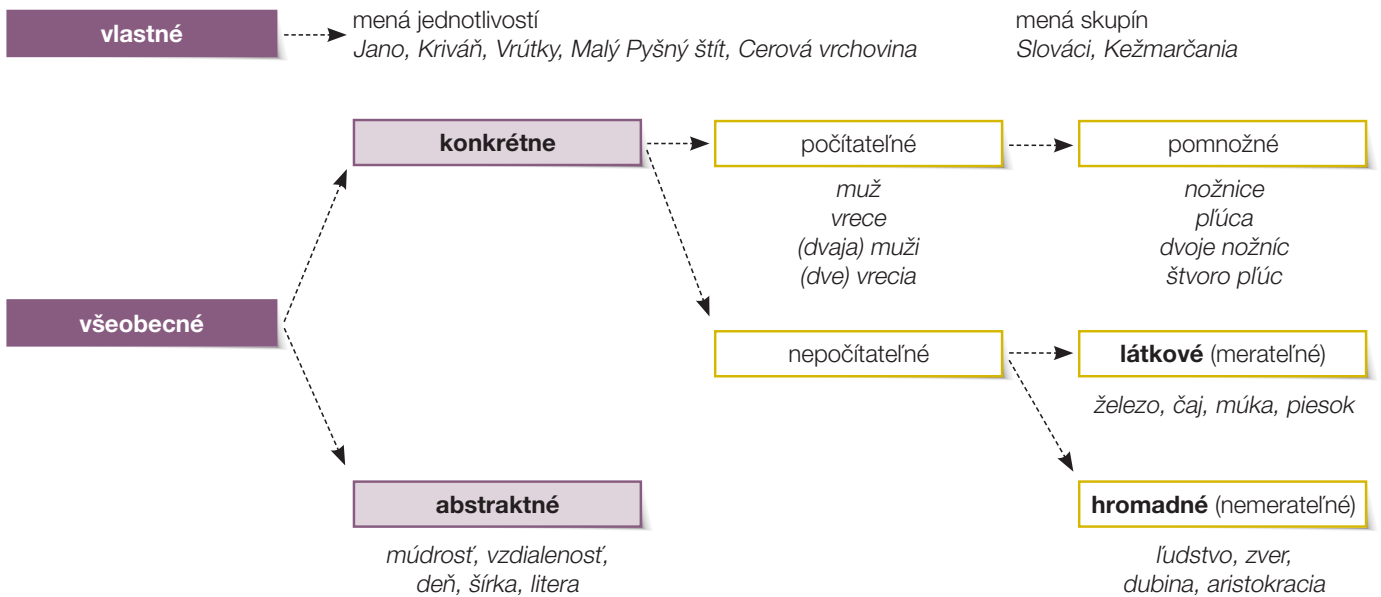 vlastné
mená jednotlivostí
Jano, Kriváň, Vrútky, Malý Pyšný štít, Cerová vrchovina
mená skupín
Slováci, Kežmarčania
konkrétne
počítateľné
muž
vrece
(dvaja) muži
(dve) vrecia
pomnožné
nožnice
pľúca
dvoje nožníc
štvoro pľúc
všeobecné
nepočítateľné
látkové (merateľné)
železo, čaj, múka, piesok
abstraktné
múdrosť, vzdialenosť,
deň, šírka, litera
hromadné (nemerateľné)
ľudstvo, zver,
dubina, aristokracia